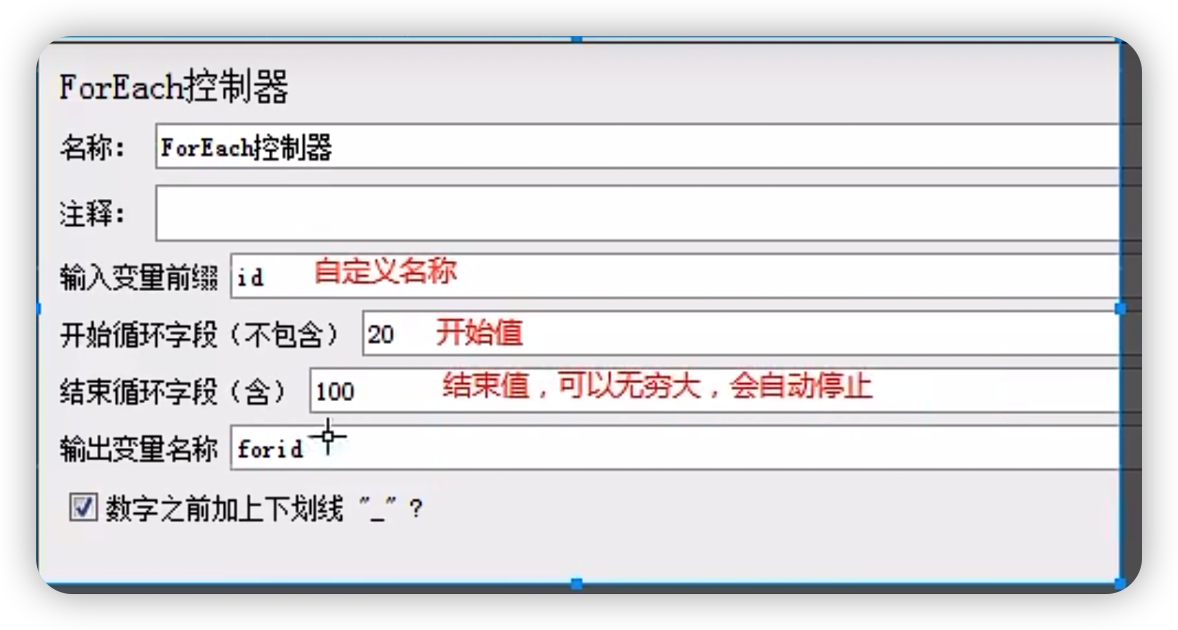 ForEach控制器
名称： ForEach控制器
注释：
输入变量前缀 id 自定义名称
开始循环字段（不包含） 20 开始值
结束循环字段（含） 100 结束值，可以无穷大，会自动停止
输出变量名称 forid
数字之前加上下划线 "_" ?